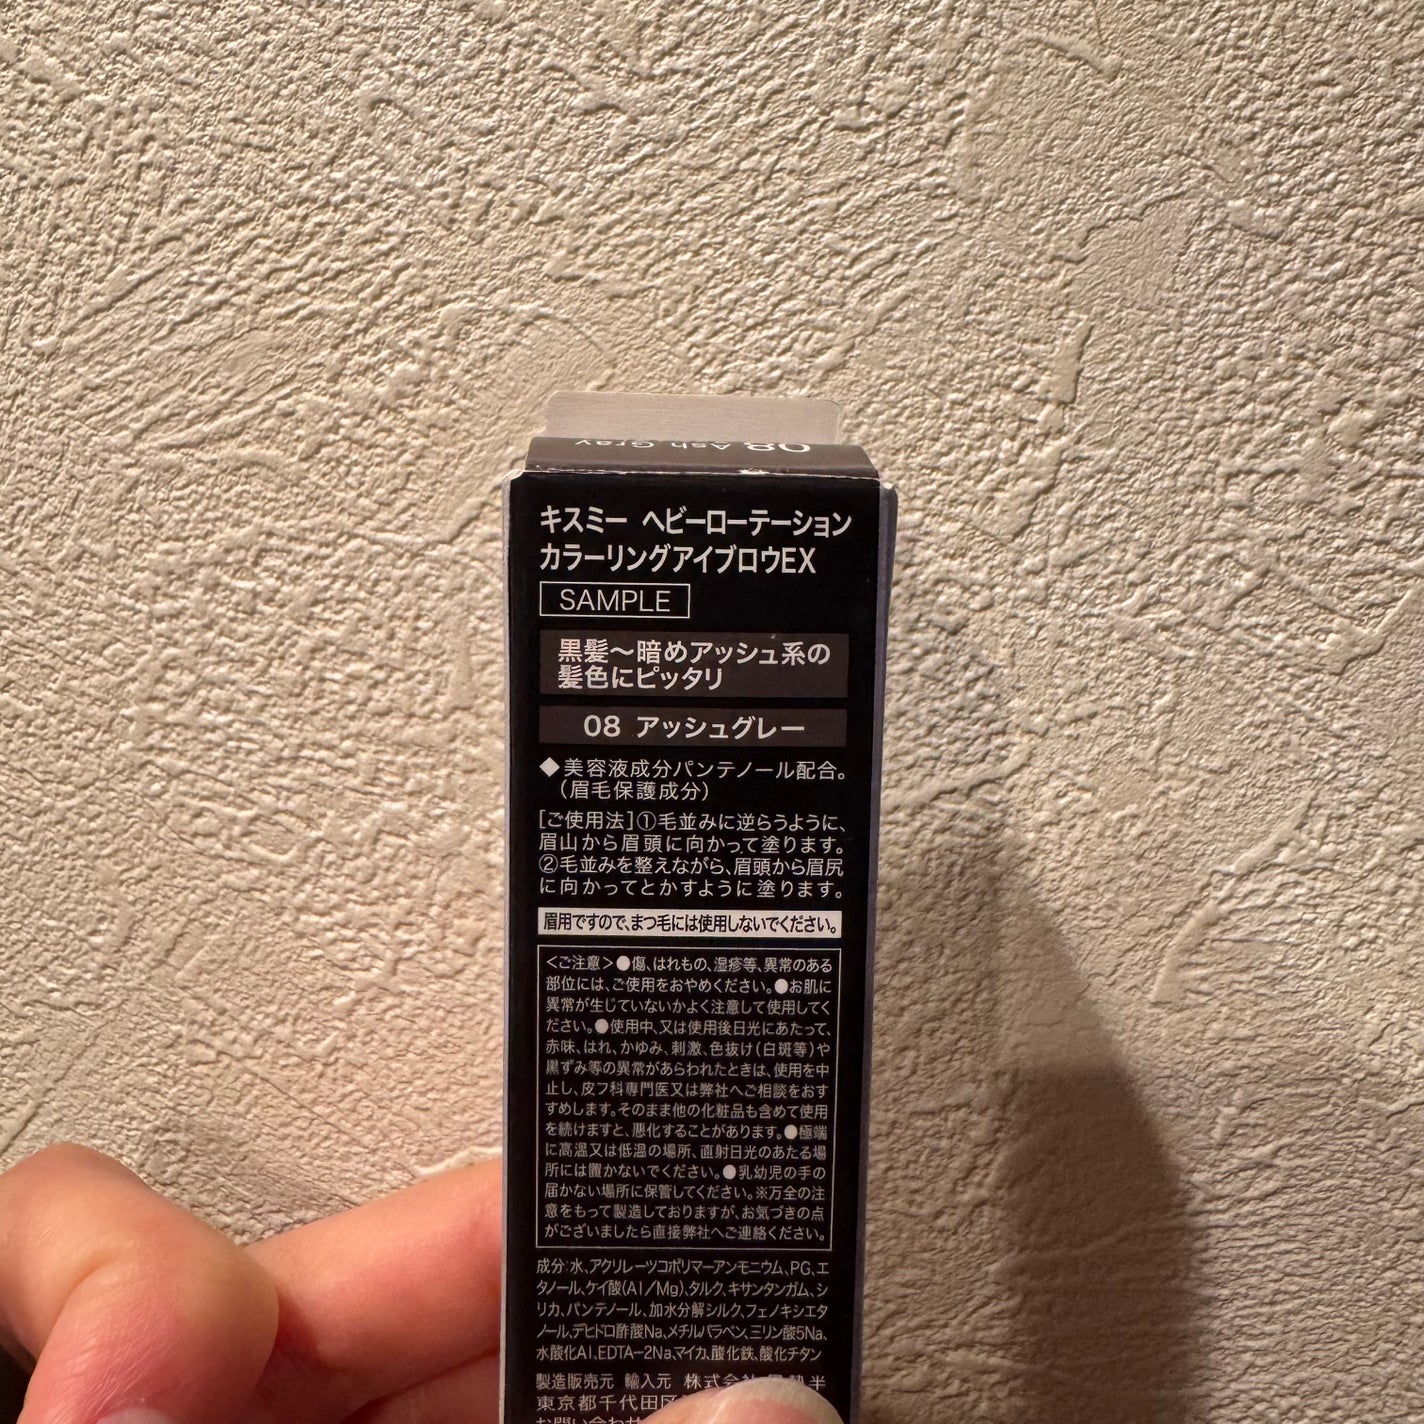 08 Ash Gray
キスミー ヘビーローテーション
カラーリングアイブロウEX
SAMPLE
黒髪〜暗めアッシュ系の
髪色にピッタリ
08 アッシュグレー
◆美容液成分パンテノール配合。
（眉毛保護成分）
[ご使用法]①毛並みに逆らうように、
眉山から眉頭に向かって塗ります。
②毛並みを整えながら、眉頭から眉尻
に向かってとかすように塗ります。
眉用ですので、まつ毛には使用しないでください。
＜ご注意＞●傷、はれもの、湿疹等、異常のある
部位には、ご使用をおやめください。●お肌に
異常が生じていないかよく注意して使用してく
ださい。●使用中、又は使用後日光にあたって、
赤味、はれ、かゆみ、刺激、色抜け（白斑等）や
黒ずみ等の異常があらわれたときは、使用を中
止し、皮フ科専門医又は弊社へご相談をおす
すめします。そのまま他の化粧品も含めて使用
を続けますと、悪化することがあります。●極端
に高温又は低温の場所、直射日光のあたる場
所には置かないでください。●乳幼児の手の
届かない場所に保管してください。※万全の注
意をもって製造しておりますが、お気づきの点
がございましたら直接弊社へご連絡ください。
成分:水、アクリレーツコポリマーアンモニウム、PG、エ
タノール、ケイ酸(Al／Mg)、タルク、キサンタンガム、シ
リカ、パンテノール、加水分解シルク、フェノキシエタ
ノール、デヒドロ酢酸Na、メチルパラベン、ミリン酸5Na、
水酸化Al、EDTA−2Na、マイカ、酸化鉄、酸化チタン
製造販売元 輸入元 株式会社
東京都千代田区
お問い合わせ